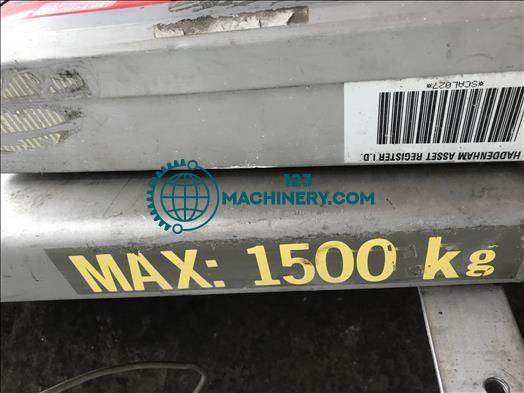 *SCAL027*
HADDENHAM ASSET REGISTER I.D.
123
MACHINERY.COM
MAX: 1500 kg